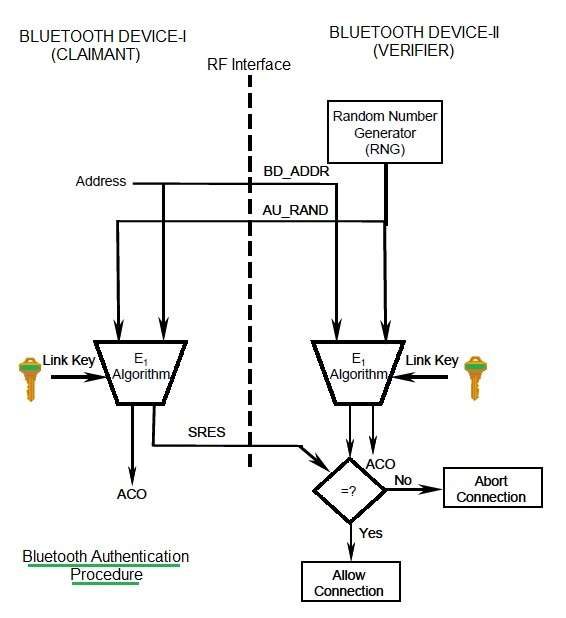 BLUETOOTH DEVICE-I
(CLAIMANT)
BLUETOOTH DEVICE-II
(VERIFIER)
RF Interface
Random Number
Generator
(RNG)
Address
BD_ADDR
AU_RAND
Link Key
E1
Algorithm
E1
Algorithm
Link Key
SRES
ACO
ACO
=?
No
Abort
Connection
Yes
Allow
Connection
Bluetooth Authentication
Procedure